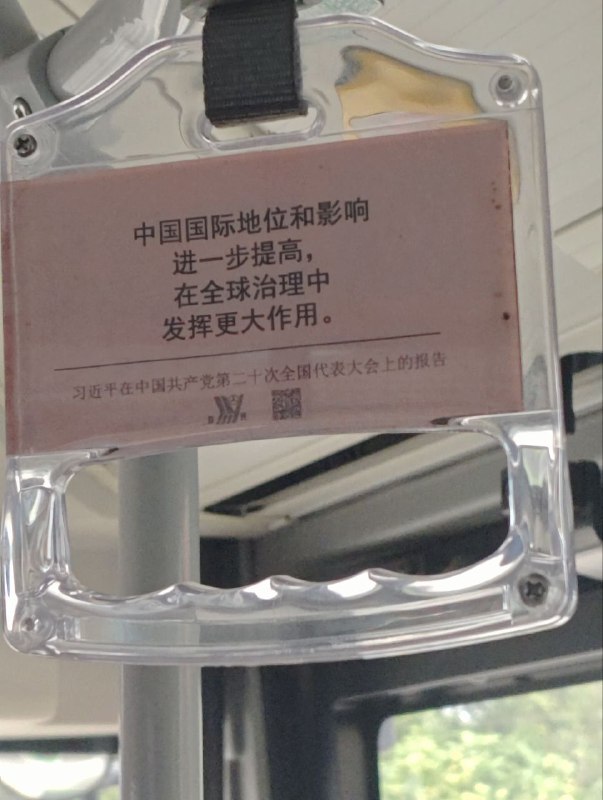 中国国际地位和影响
进一步提高，
在全球治理中
发挥更大作用。
习近平在中国共产党第二十次全国代表大会上的报告